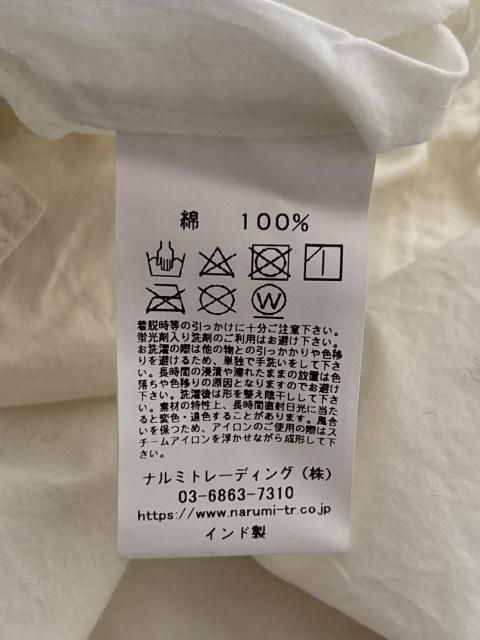 綿 100%
W
着脱時等の引っかけに十分ご注意下さい。
蛍光剤入り洗剤のご利用はお避け下さい。
お洗濯の際は他の物との引っかかりや色移
りを避けるため、単独で手洗いをして下さ
い。長時間の浸漬や濡れたままの放置は色
落ちや色移りの原因となりますのでお避け
下さい。洗濯後は形を整え陰干しして下さ
い。素材の特性上、長時間直射日光に当た
ると変色・退色することがあります。風合
いを保つため、アイロンのご使用の際はス
チームアイロンを浮かせながら成形して下
さい。
ナルミトレーディング（株）
03-6863-7310
https://www.narumi-tr.co.jp
インド製